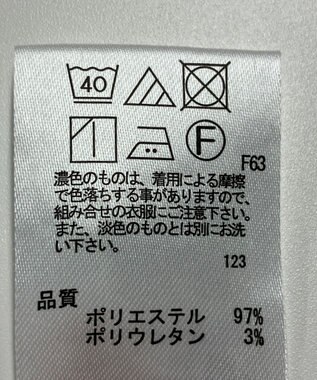 40
F
F63
濃色のものは、着用による摩擦
で色落ちする事がありますので、
組み合せの衣服にご注意下さい。
また、淡色のものとは別にお洗
い下さい。
123
品質
ポリエステル 97%
ポリウレタン 3%